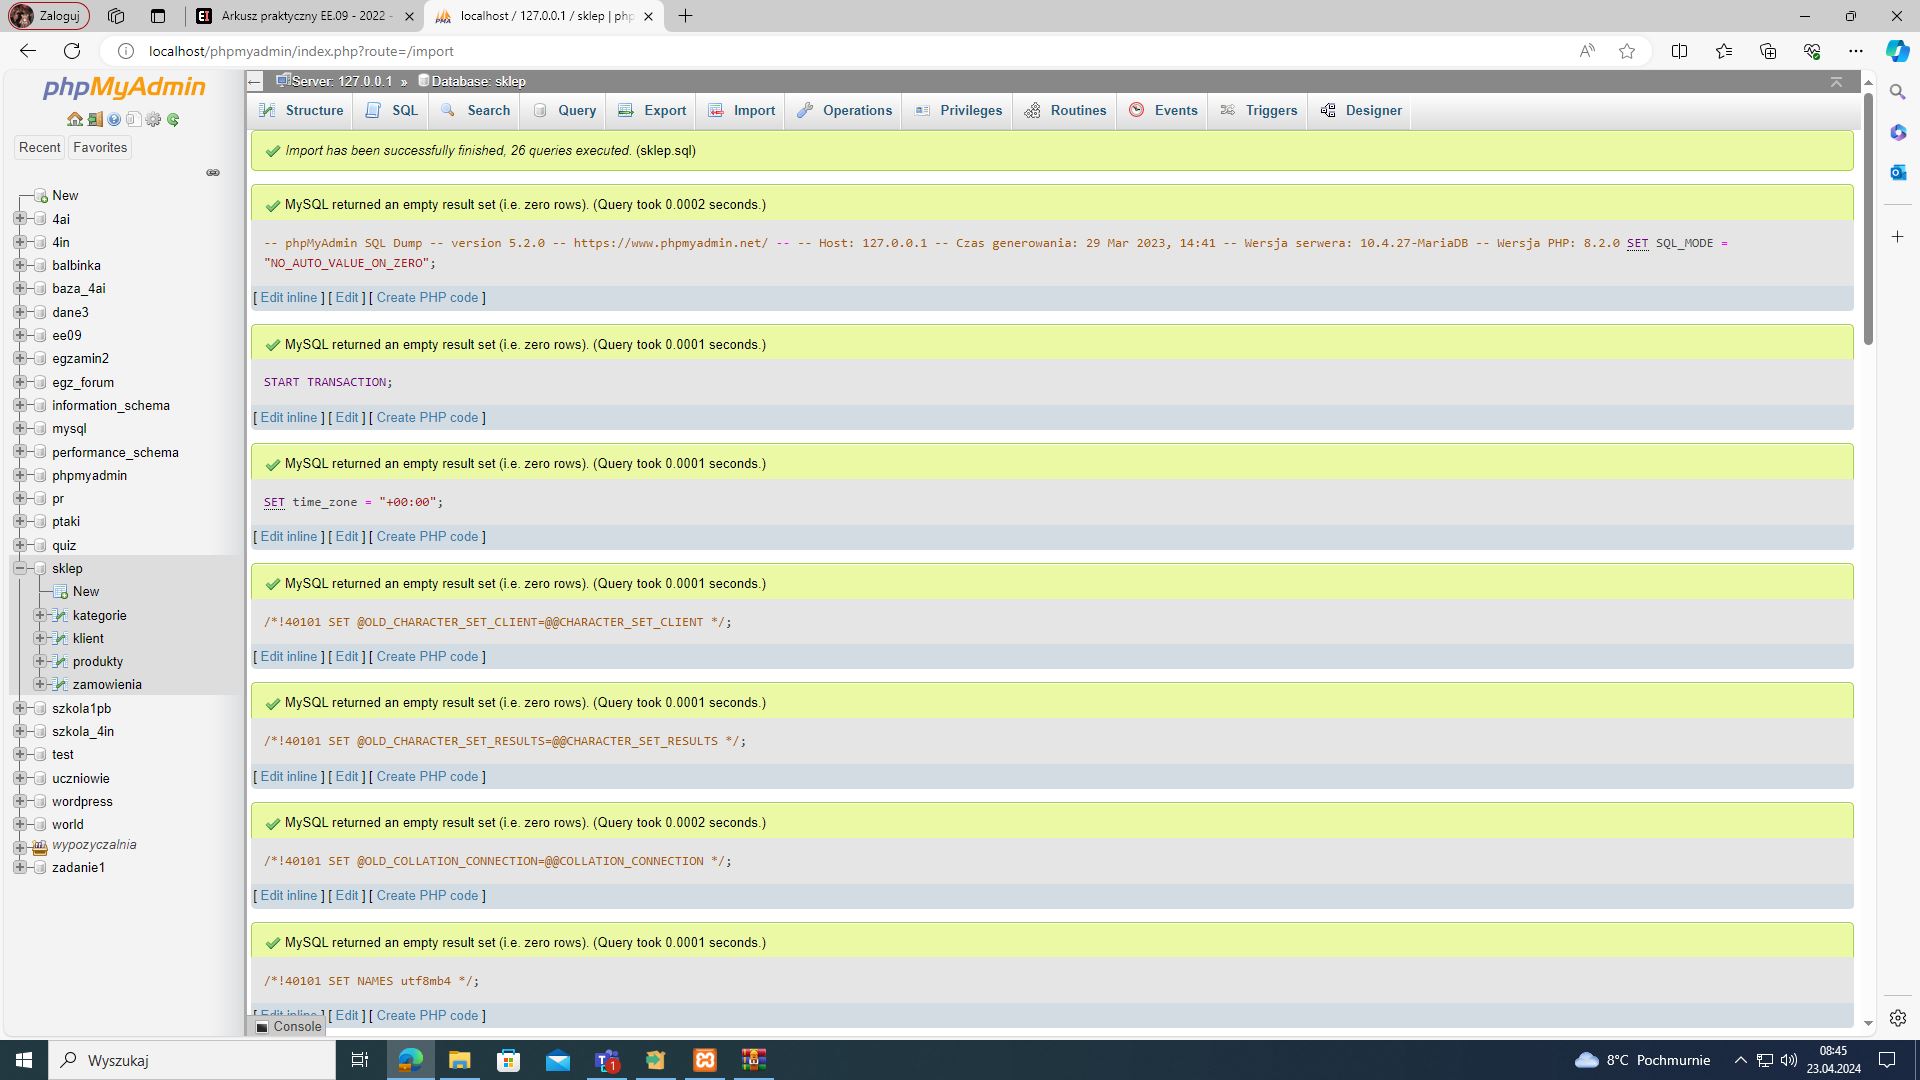 Zaloguj
Arkusz praktyczny EE.09 - 2022 -
localhost / 127.0.0.1 / sklep | php
localhost/phpmyadmin/index.php?route=/import
phpMyAdmin
Recent
Favorites
New
4ai
4in
balbinka
baza_4ai
dane3
ee09
egzamin2
egz_forum
information_schema
mysql
performance_schema
phpmyadmin
pr
ptaki
quiz
sklep
New
kategorie
klient
produkty
zamowienia
szkola1pb
szkola_4in
test
uczniowie
wordpress
world
wypozyczalnia
zadanie1
Server: 127.0.0.1 » Database: sklep
Structure SQL Search Query Export Import Operations Privileges Routines Events Triggers Designer
Import has been successfully finished, 26 queries executed. (sklep.sql)
MySQL returned an empty result set (i.e. zero rows). (Query took 0.0002 seconds.)
-- phpMyAdmin SQL Dump -- version 5.2.0 -- https://www.phpmyadmin.net/ -- -- Host: 127.0.0.1 -- Czas generowania: 29 Mar 2023, 14:41 -- Wersja serwera: 10.4.27-MariaDB -- Wersja PHP: 8.2.0 SET SQL_MODE =
"NO_AUTO_VALUE_ON_ZERO";
[ Edit inline ] [ Edit ] [ Create PHP code ]
MySQL returned an empty result set (i.e. zero rows). (Query took 0.0001 seconds.)
START TRANSACTION;
[ Edit inline ] [ Edit ] [ Create PHP code ]
MySQL returned an empty result set (i.e. zero rows). (Query took 0.0001 seconds.)
SET time_zone = "+00:00";
[ Edit inline ] [ Edit ] [ Create PHP code ]
MySQL returned an empty result set (i.e. zero rows). (Query took 0.0001 seconds.)
/*!40101 SET @OLD_CHARACTER_SET_CLIENT=@@CHARACTER_SET_CLIENT */;
[ Edit inline ] [ Edit ] [ Create PHP code ]
MySQL returned an empty result set (i.e. zero rows). (Query took 0.0001 seconds.)
/*!40101 SET @OLD_CHARACTER_SET_RESULTS=@@CHARACTER_SET_RESULTS */;
[ Edit inline ] [ Edit ] [ Create PHP code ]
MySQL returned an empty result set (i.e. zero rows). (Query took 0.0002 seconds.)
/*!40101 SET @OLD_COLLATION_CONNECTION=@@COLLATION_CONNECTION */;
[ Edit inline ] [ Edit ] [ Create PHP code ]
MySQL returned an empty result set (i.e. zero rows). (Query took 0.0001 seconds.)
/*!40101 SET NAMES utf8mb4 */;
[ Edit inline ] [ Edit ] [ Create PHP code ]
Console
Wyszukaj
1
8°C Pochmurnie
08:45
23.04.2024